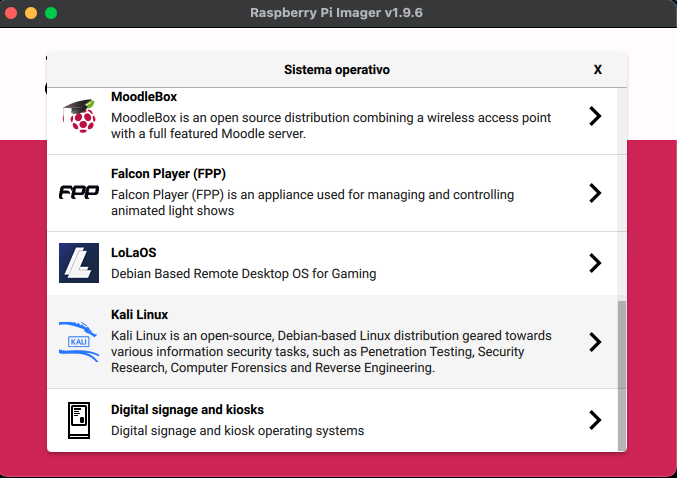 Raspberry Pi Imager v1.9.6
Sistema operativo
X
MoodleBox
MoodleBox is an open source distribution combining a wireless access point
with a full featured Moodle server.
Falcon Player (FPP)
FPP
Falcon Player (FPP) is an appliance used for managing and controlling
animated light shows
LoLaOS
Debian Based Remote Desktop OS for Gaming
Kali Linux
KALI
Kali Linux is an open-source, Debian-based Linux distribution geared towards
various information security tasks, such as Penetration Testing, Security
Research, Computer Forensics and Reverse Engineering.
Digital signage and kiosks
Digital signage and kiosk operating systems